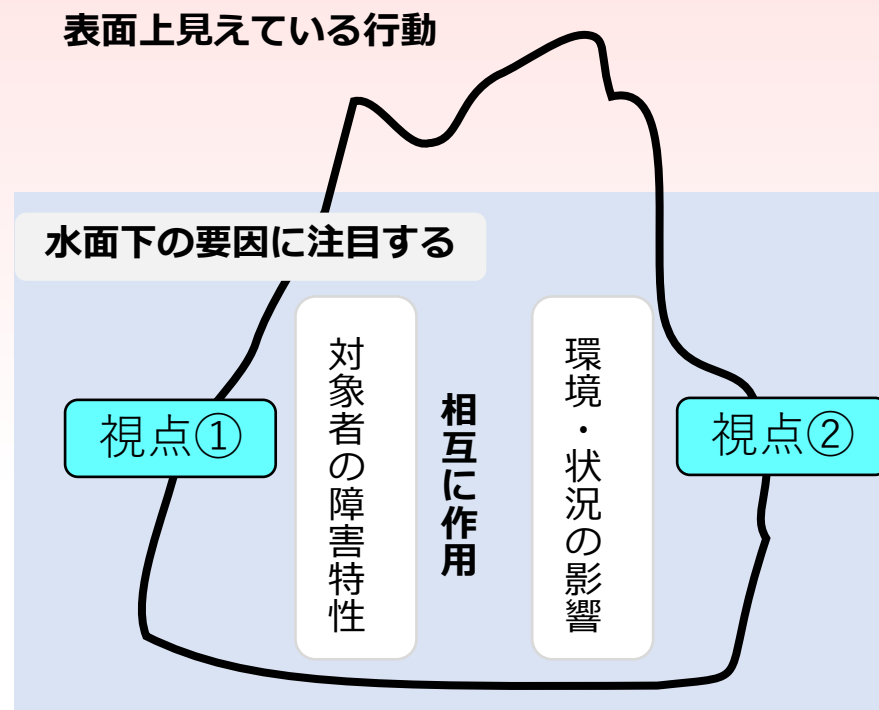 表面上見えている行動
水面下の要因に注目する
視点①
対象者の障害特性
相互に作用
環境・状況の影響
視点②